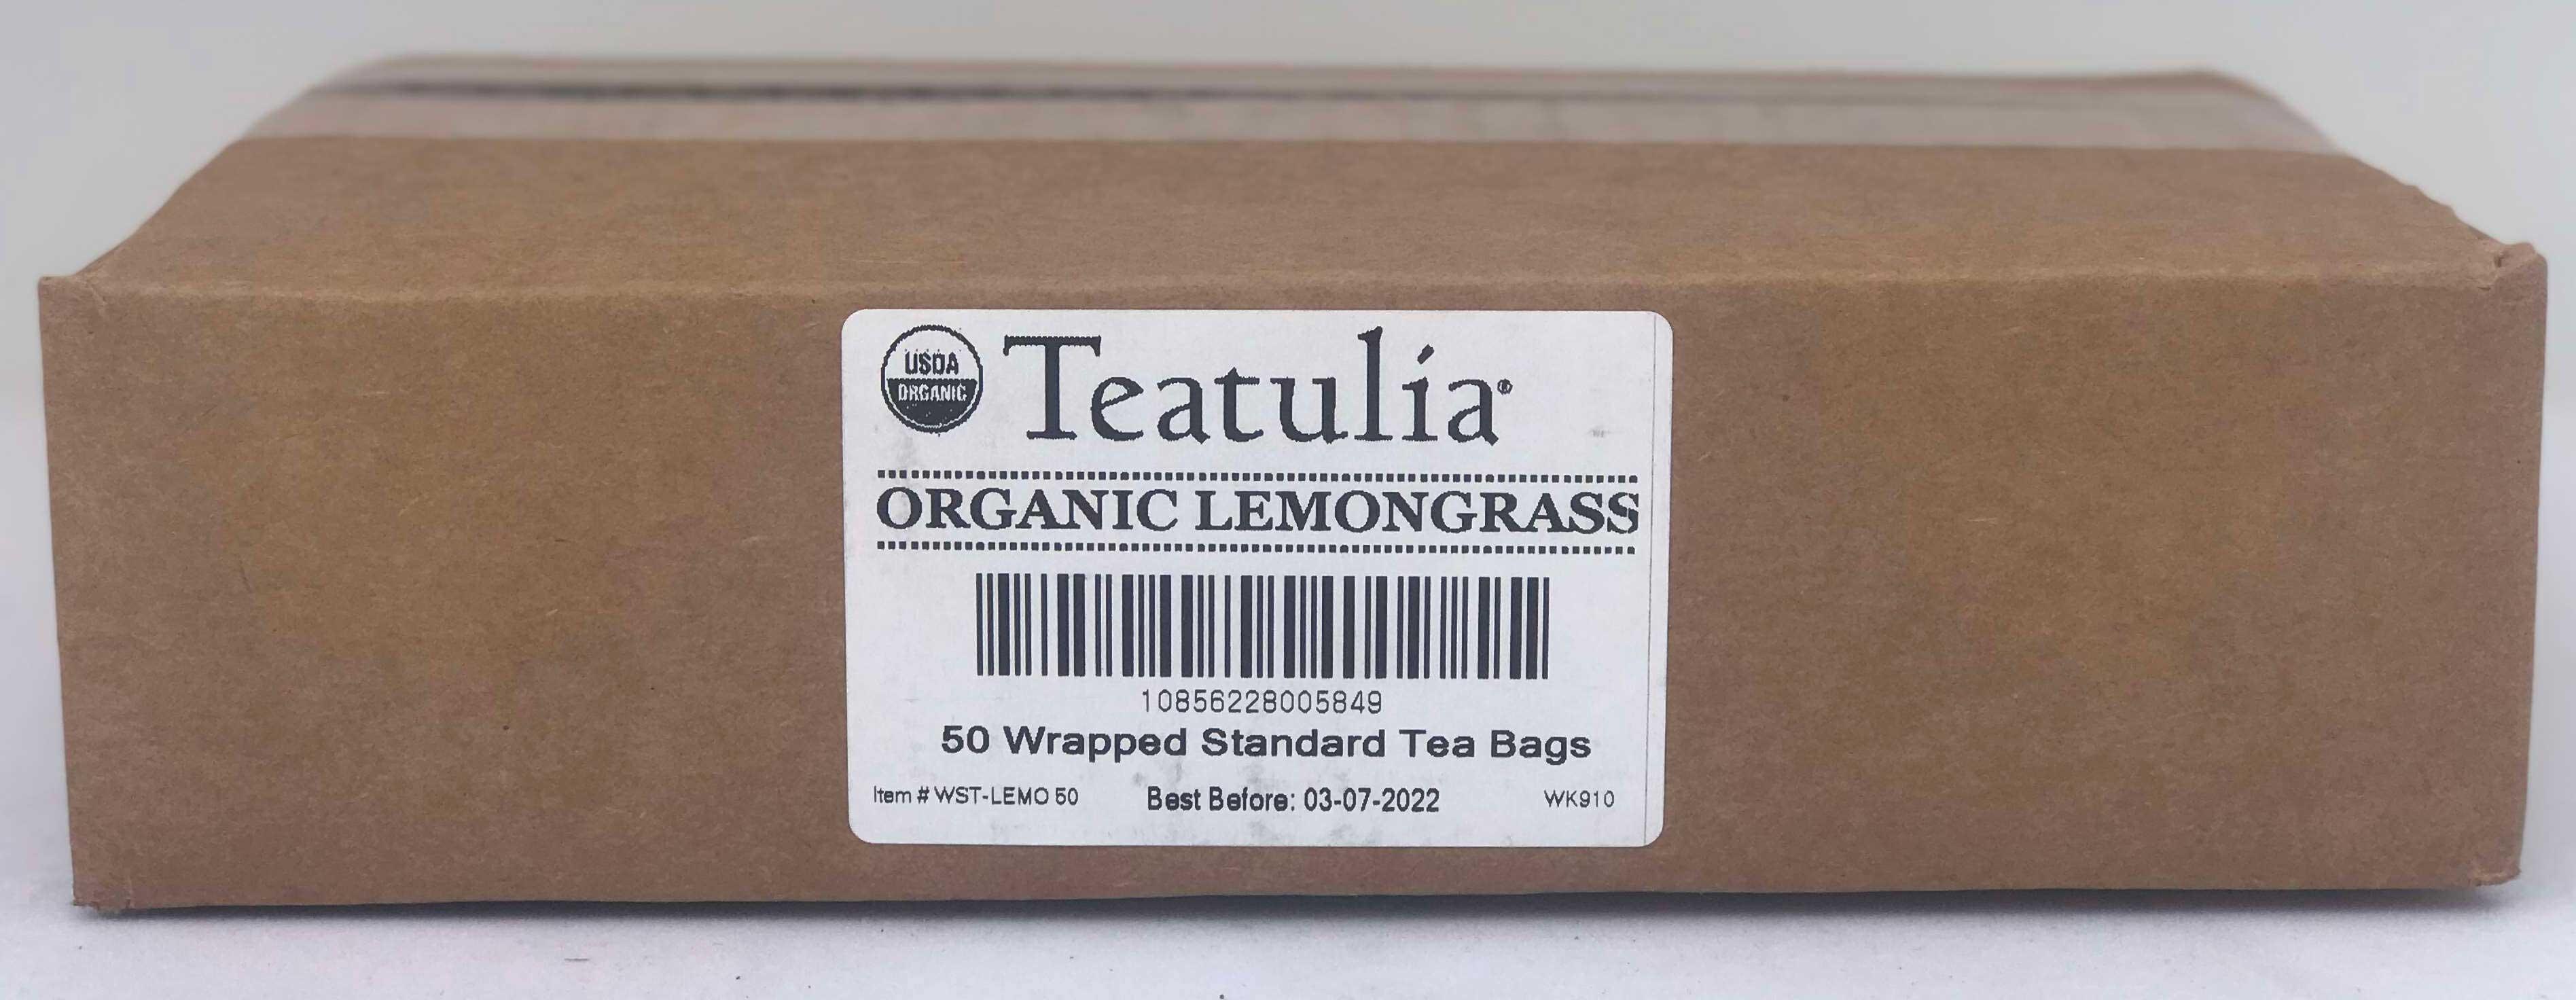 USDA
ORGANIC
Teatulia®
ORGANIC LEMONGRASS
10856228005849
50 Wrapped Standard Tea Bags
Item # WST-LEMO 50 Best Before: 03-07-2022 WK910